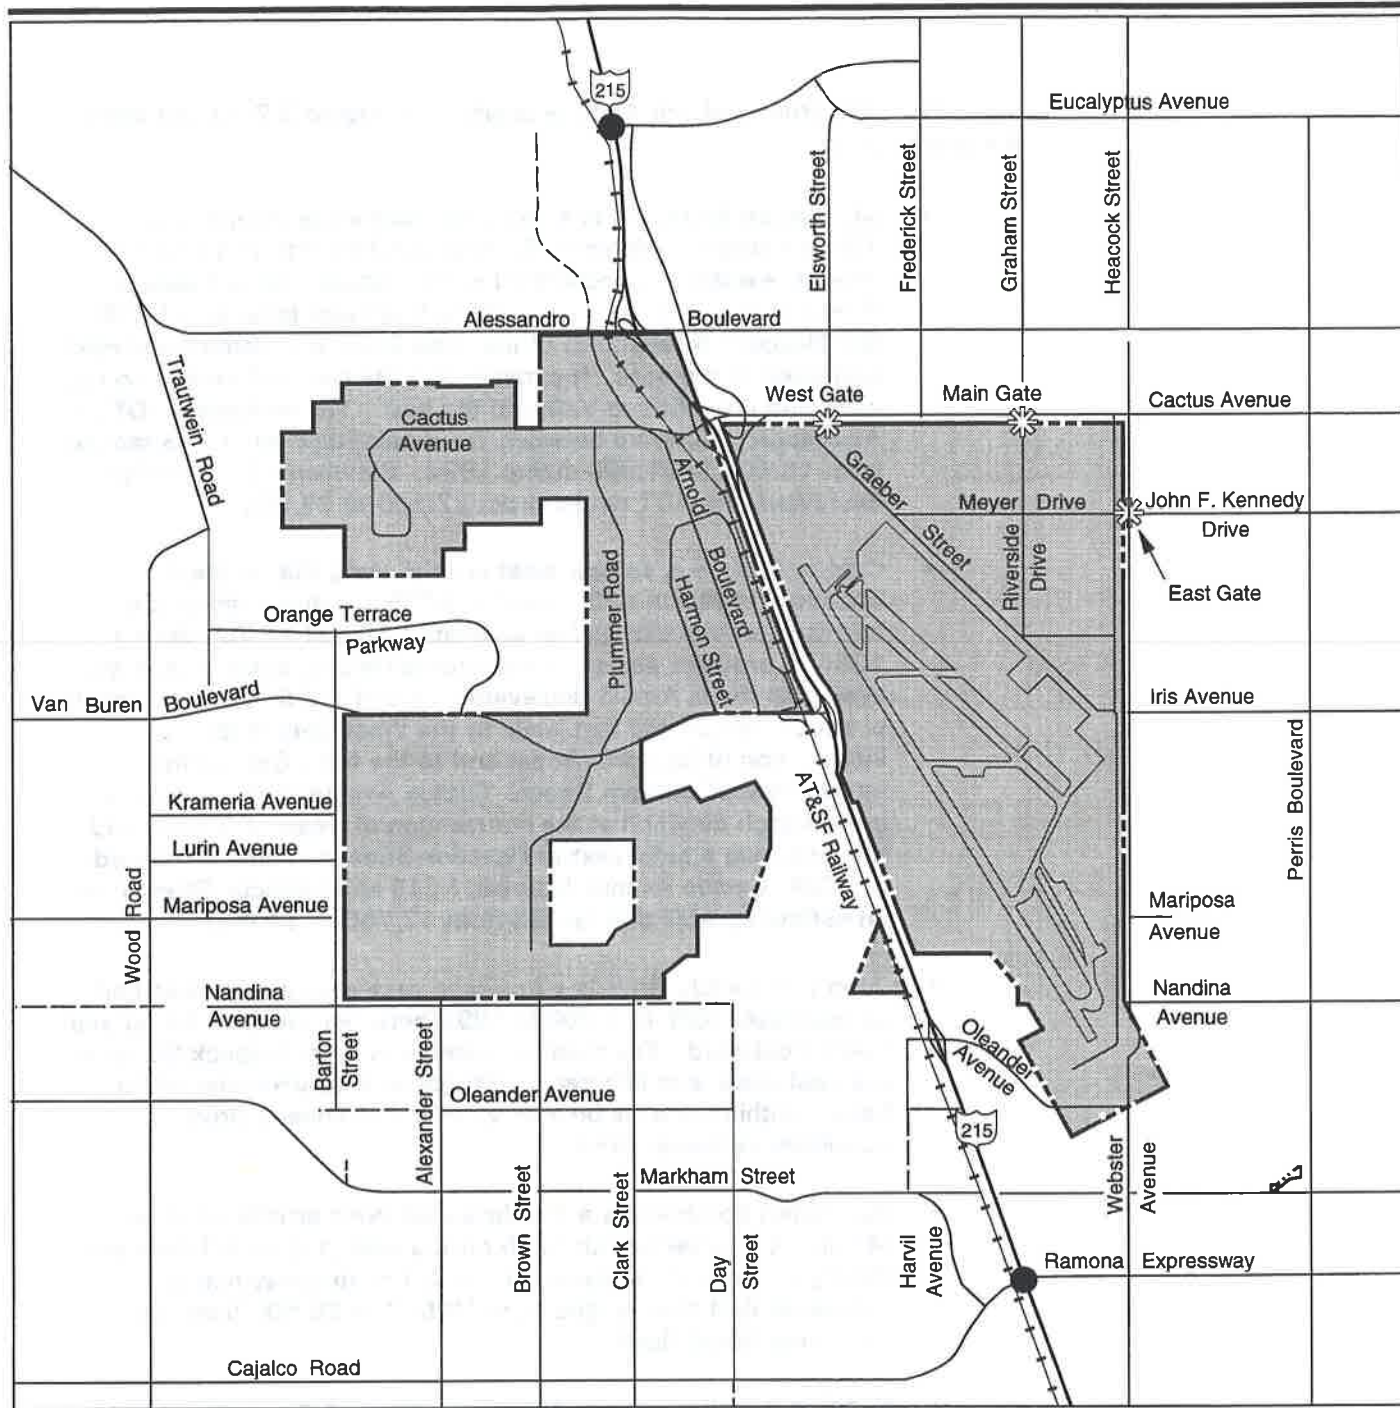 215
Eucalyptus Avenue
Elsworth Street
Frederick Street
Graham Street
Heacock Street
Alessandro Boulevard
Trautwein Road
West Gate
Main Gate
Cactus Avenue
Cactus
Avenue
Graeber Street
Meyer Drive
John F. Kennedy
Drive
Arnold Boulevard
Riverside
Drive
East Gate
Plummer Road
Harmon Street
Orange Terrace
Parkway
Van Buren Boulevard
Iris Avenue
Perris Boulevard
AT&SF Railway
Krameria Avenue
Lurin Avenue
Wood Road
Mariposa Avenue
Mariposa
Avenue
Nandina
Avenue
Nandina
Avenue
Oleander
Avenue
Barton
Street
Alexander Street
Oleander Avenue
215
Webster
Avenue
Markham Street
Brown Street
Clark Street
Day
Street
Harvil
Avenue
Ramona Expressway
Cajalco Road